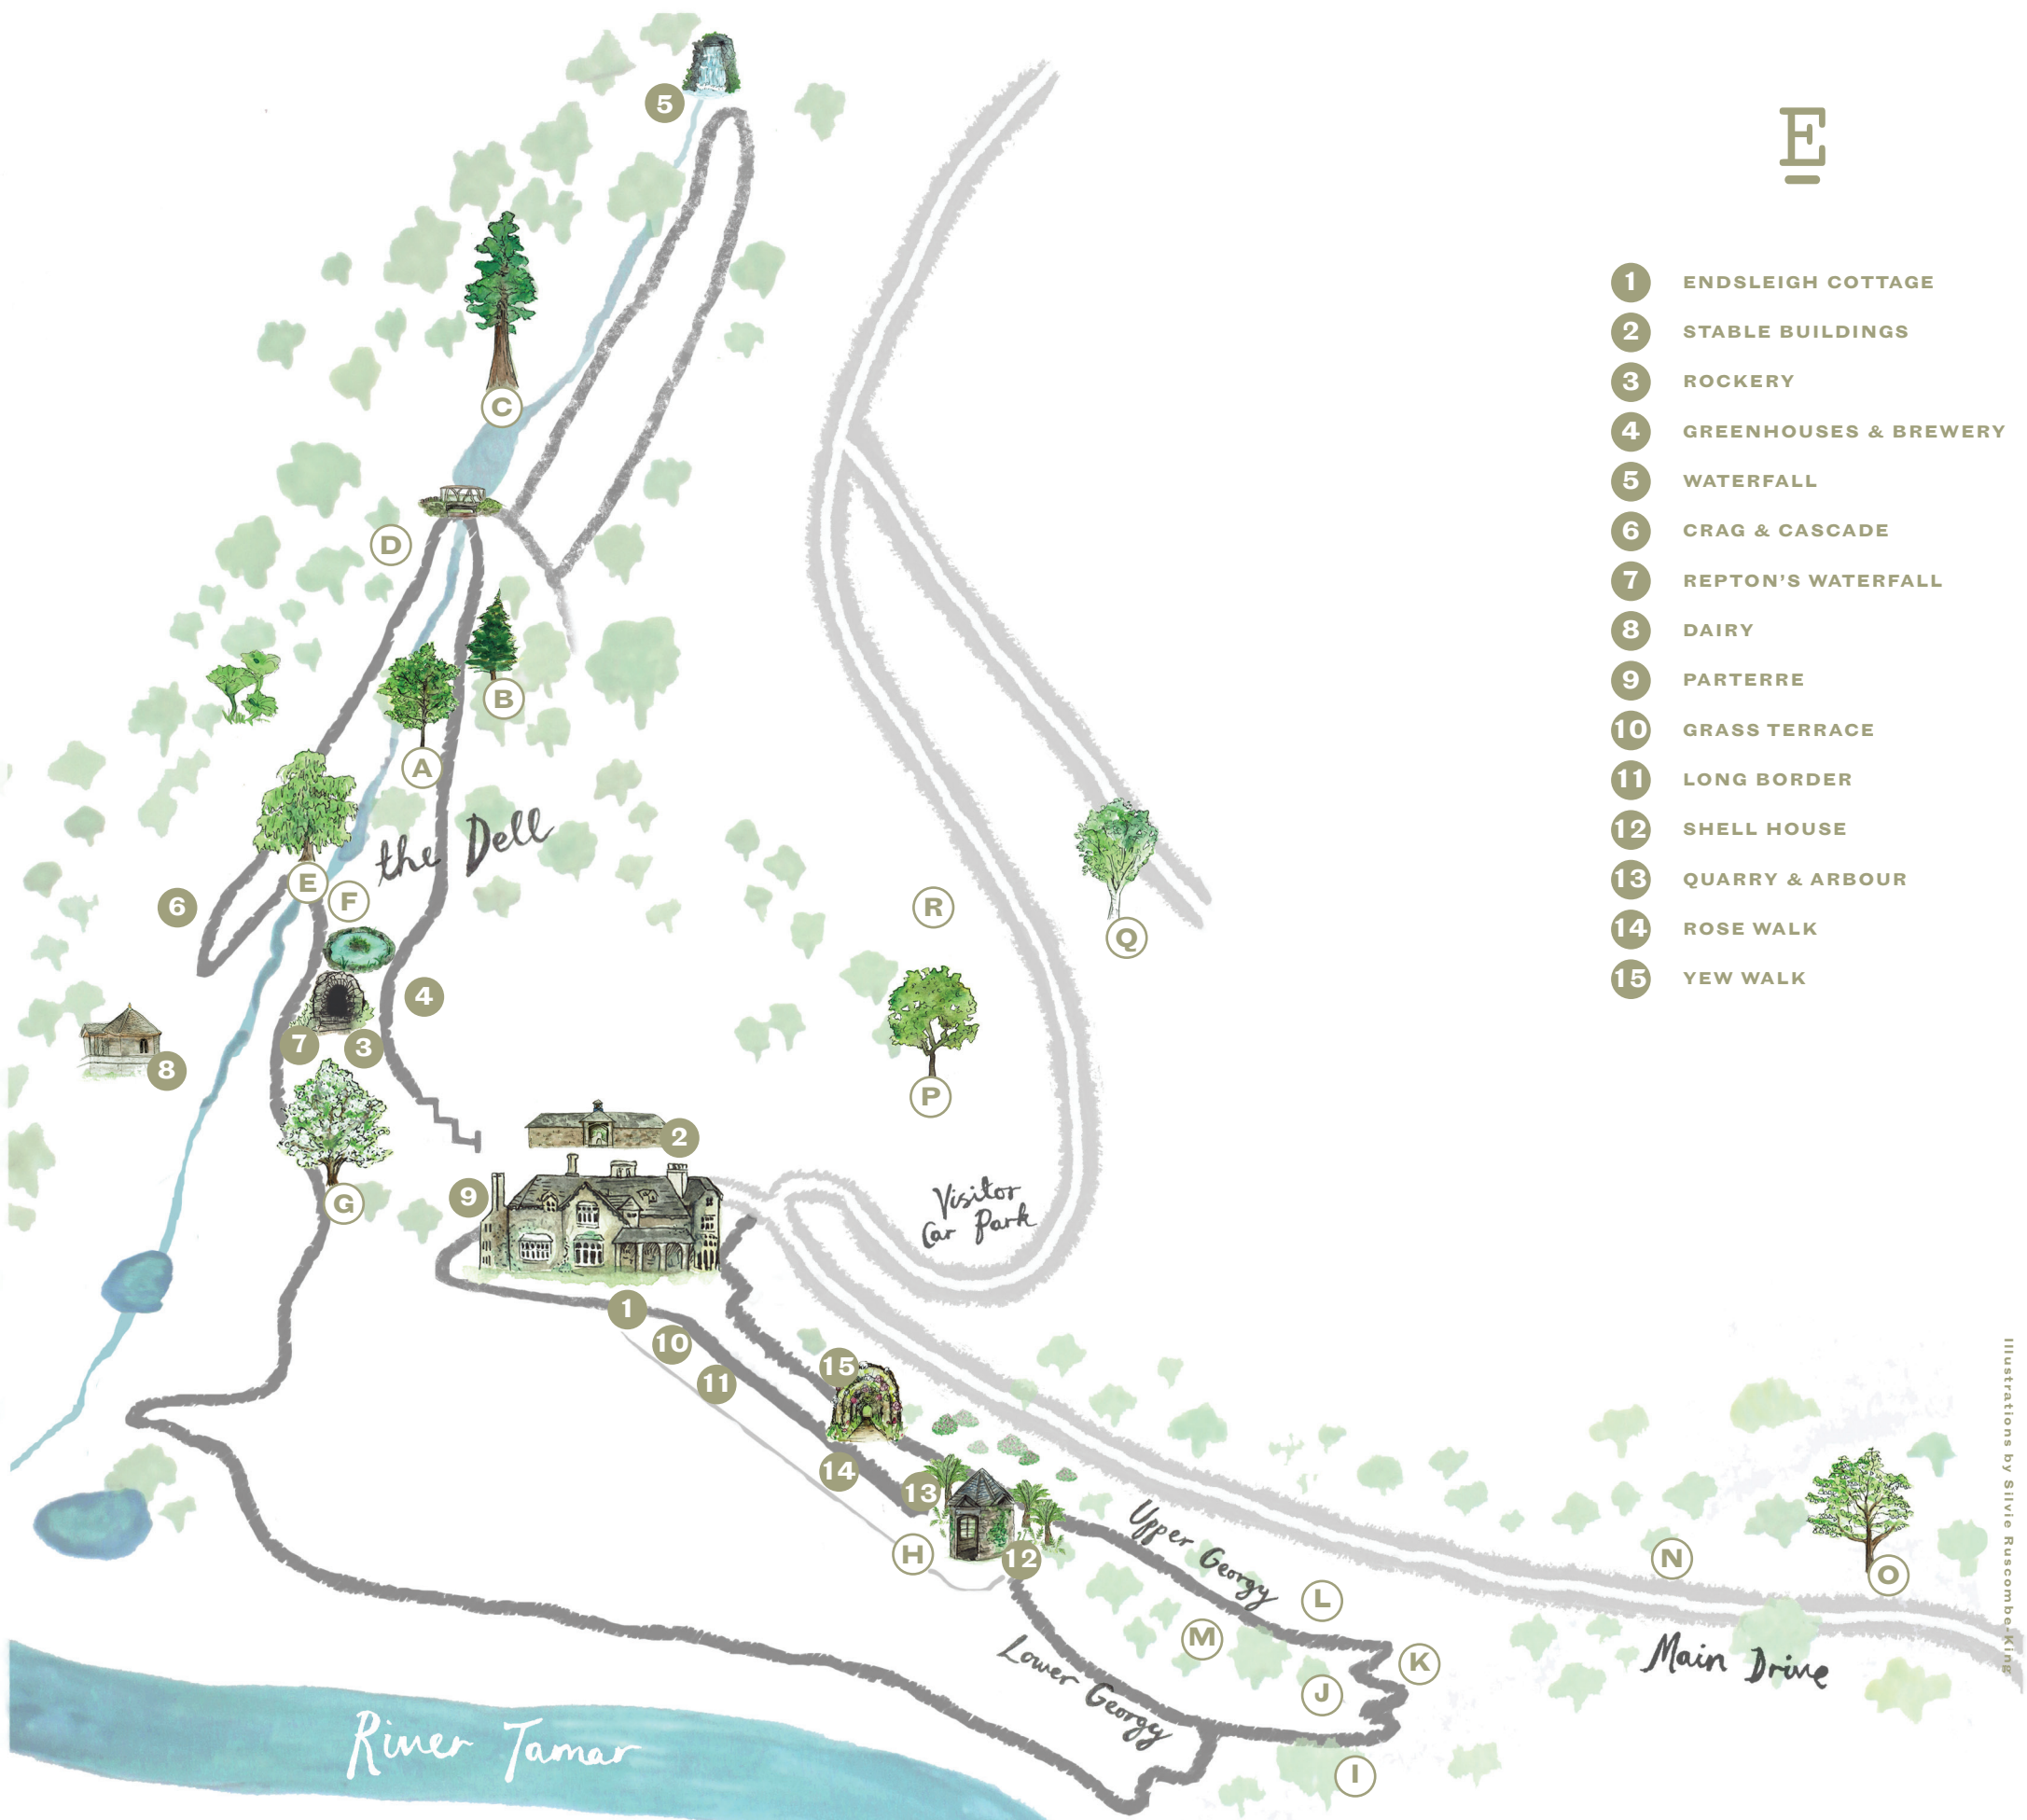 E
1 ENDSLEIGH COTTAGE
2 STABLE BUILDINGS
3 ROCKERY
4 GREENHOUSES & BREWERY
5 WATERFALL
6 CRAG & CASCADE
7 REPTON'S WATERFALL
8 DAIRY
9 PARTERRE
10 GRASS TERRACE
11 LONG BORDER
12 SHELL HOUSE
13 QUARRY & ARBOUR
14 ROSE WALK
15 YEW WALK
5
C
D
B
A
the Dell
E
F
6
R
Q
4
7
3
8
P
2
9
G
Visitor
Car Park
1
10
11
15
14
13
H
12
Upper Georgy
L
M
K
J
Lower Georgy
I
N
O
Main Drive
River Tamar
Illustrations by Silvie Ruscombe-King